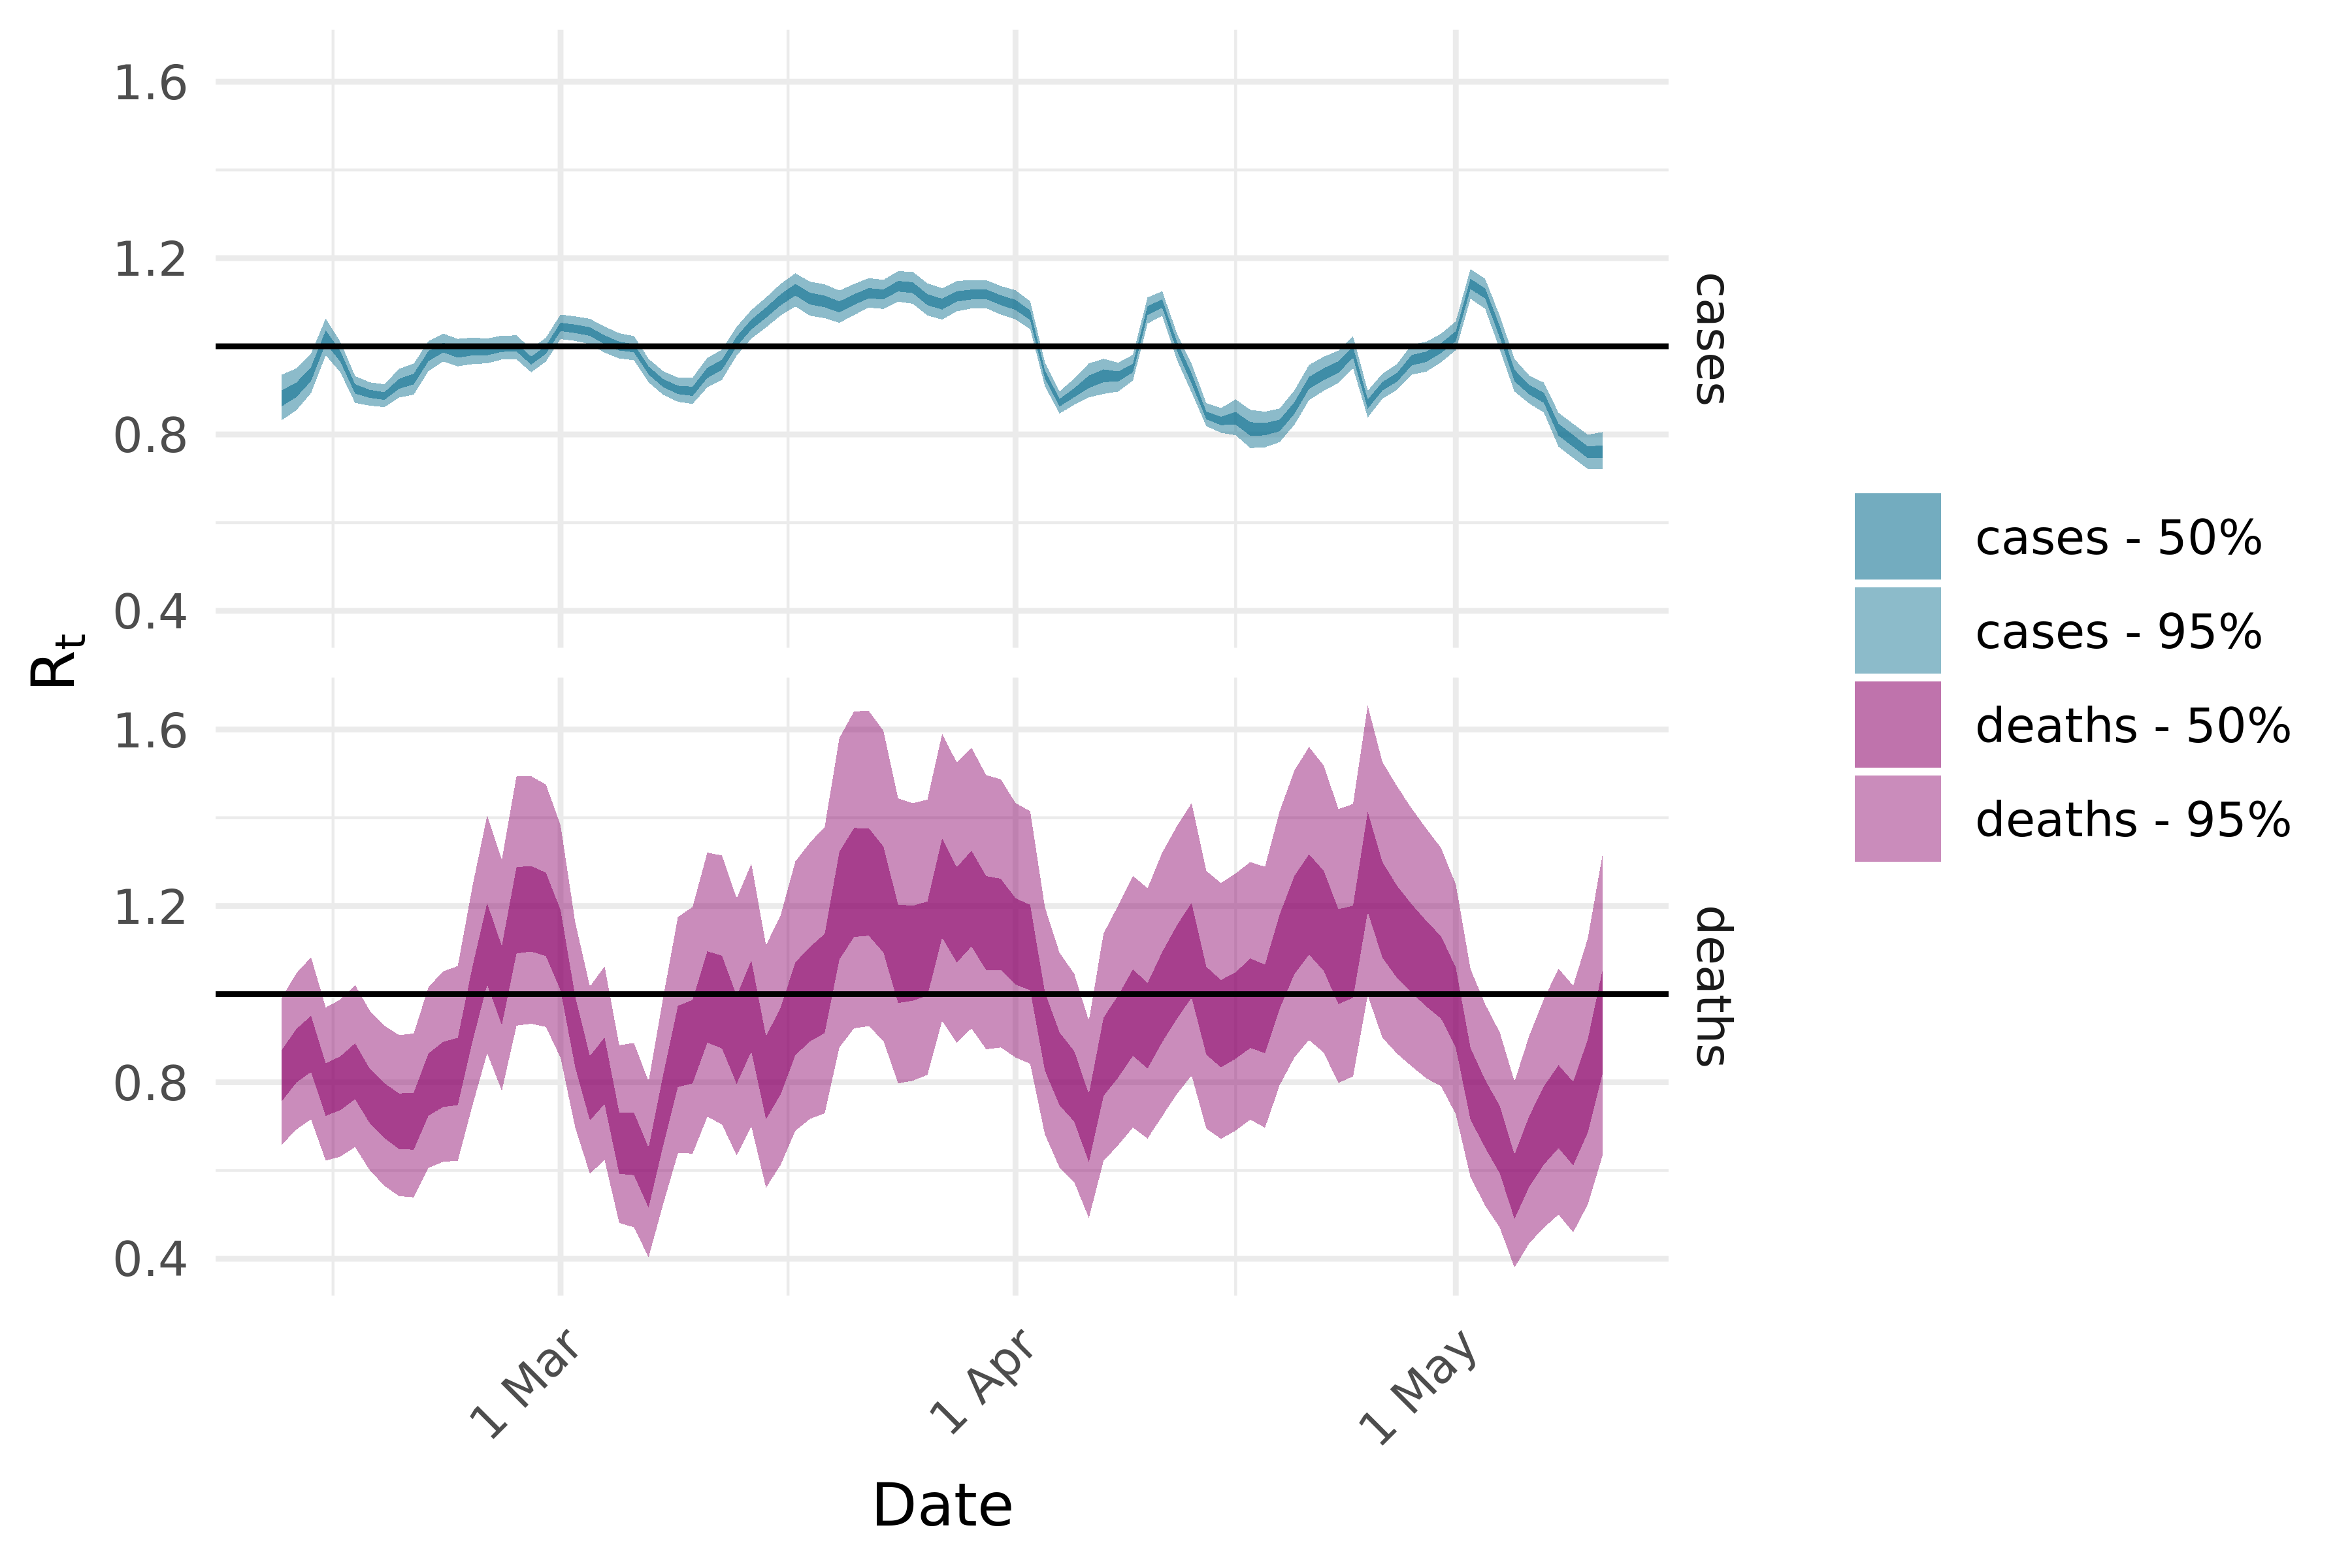 1.6
1.2
0.8
0.4
cases
1.6
1.2
0.8
0.4
deaths
Rt
1 Mar
1 Apr
1 May
Date
cases - 50%
cases - 95%
deaths - 50%
deaths - 95%